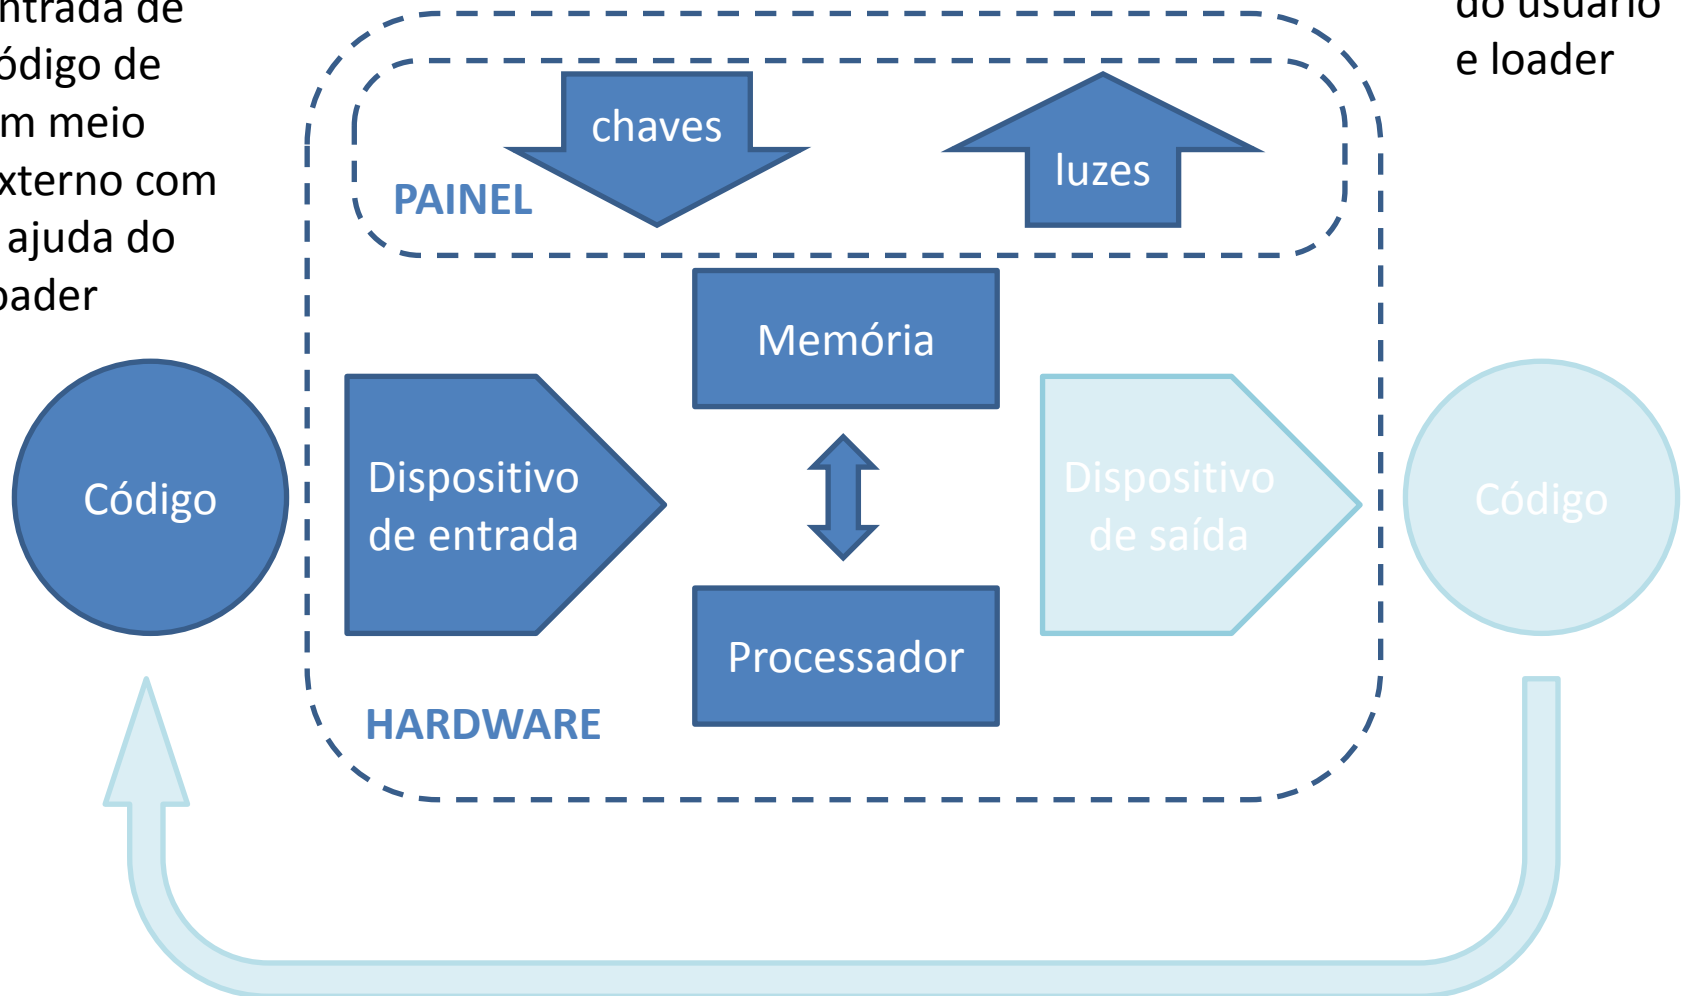 ntrada de
ódigo de
m meio
xterno com
ajuda do
oader
do usuário
e loader
chaves
luzes
PAINEL
Memória
Código
Dispositivo
de entrada
Dispositivo
de saída
Código
Processador
HARDWARE